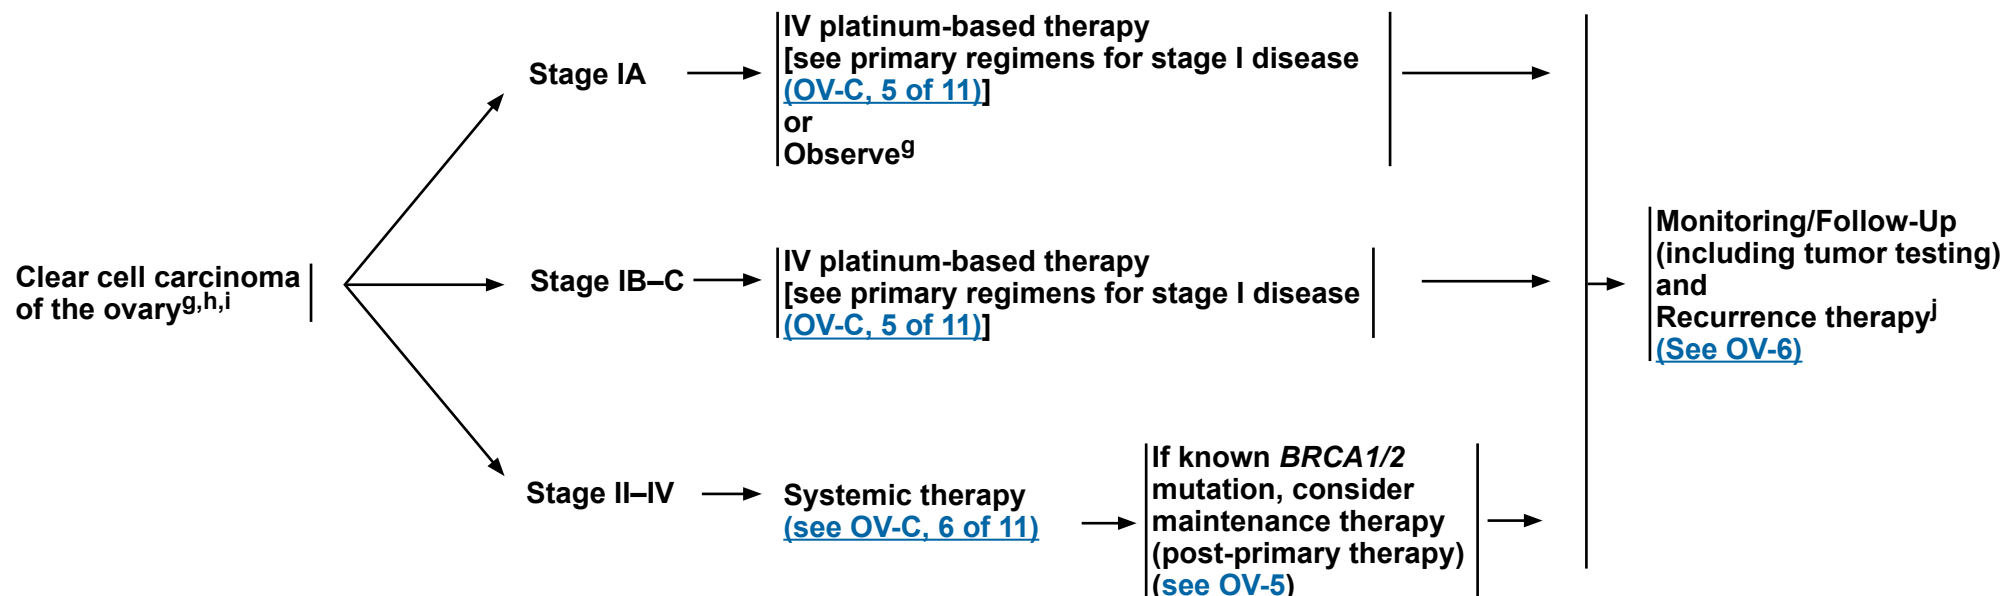 Clear cell carcinoma
of the ovaryg,h,i
Stage IA
IV platinum-based therapy
[see primary regimens for stage I disease
(OV-C, 5 of 11)]
or
Observeg
Stage IB–C
IV platinum-based therapy
[see primary regimens for stage I disease
(OV-C, 5 of 11)]
Stage II–IV
Systemic therapy
(see OV-C, 6 of 11)
If known BRCA1/2
mutation, consider
maintenance therapy
(post-primary therapy)
(see OV-5)
Monitoring/Follow-Up
(including tumor testing)
and
Recurrence therapyj
(See OV-6)